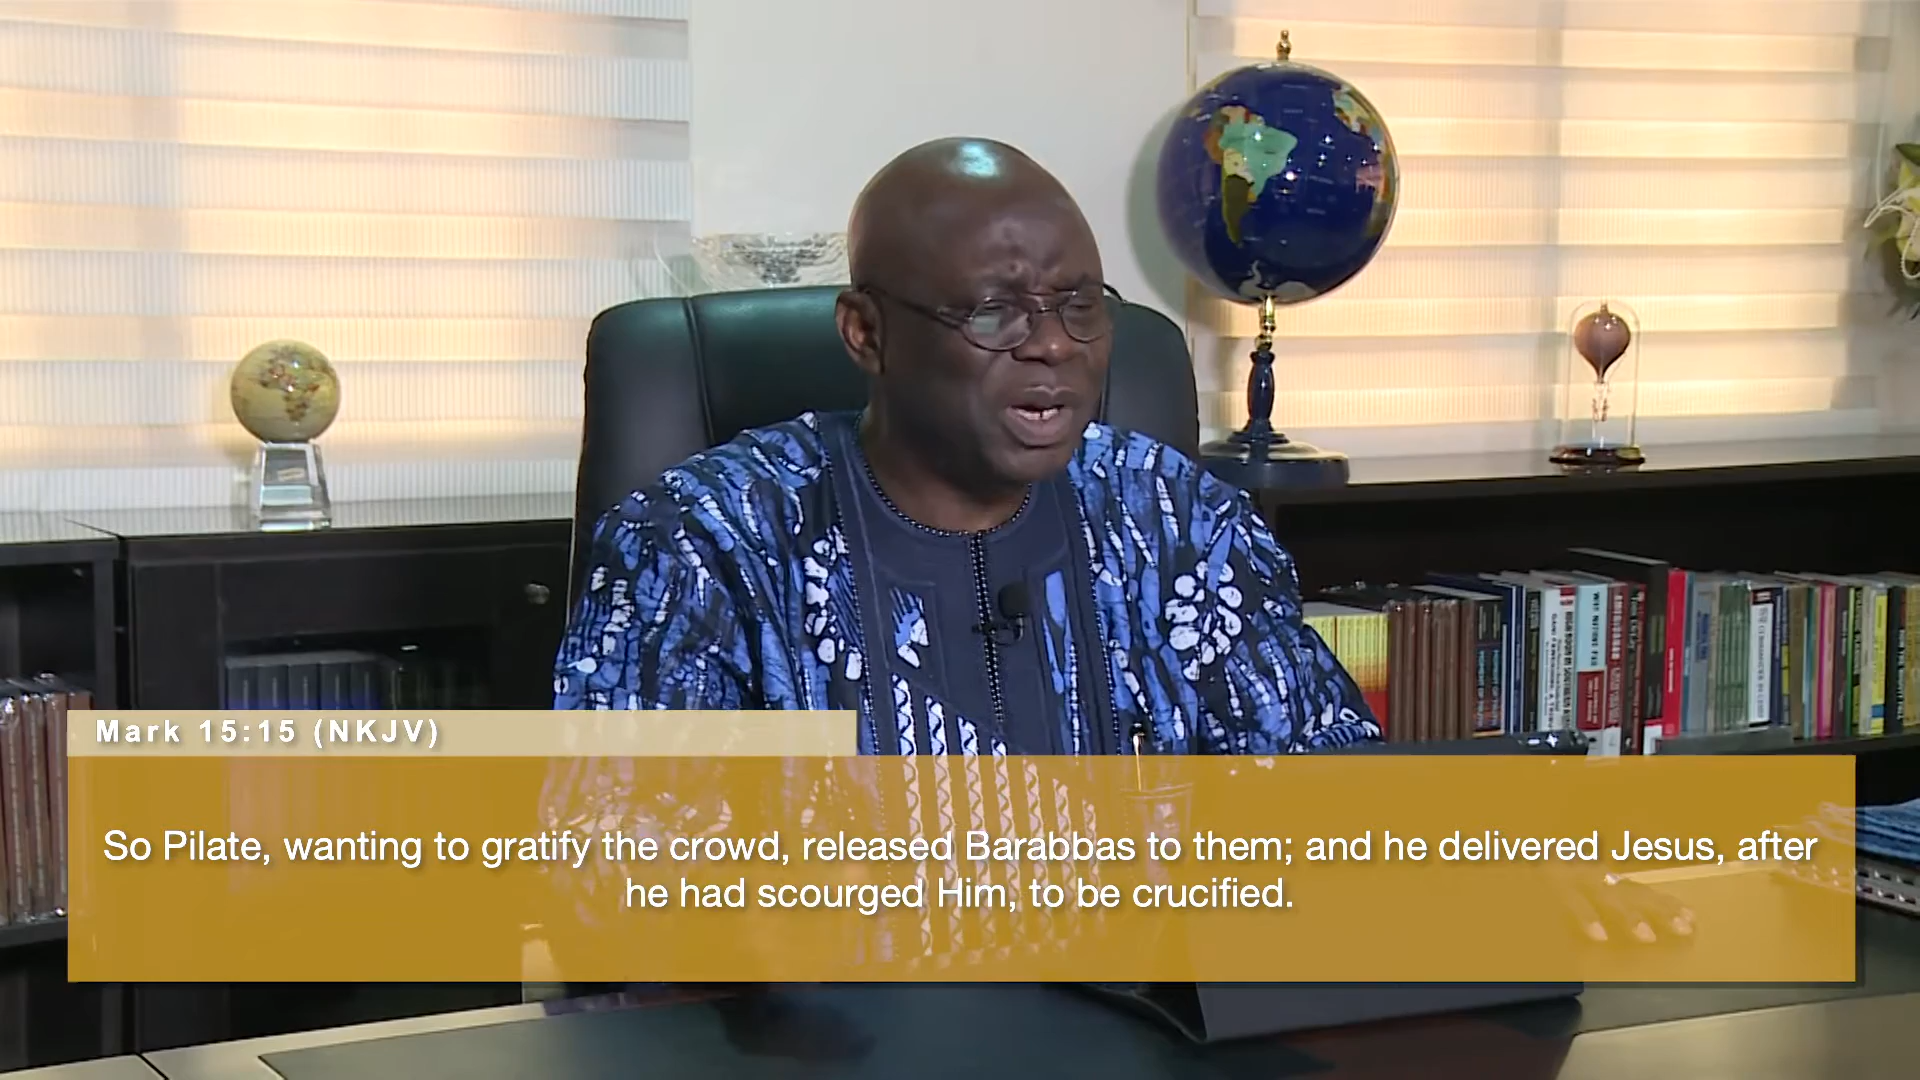 Mark 15:15 (NKJV)
So Pilate, wanting to gratify the crowd, released Barabbas to them; and he delivered Jesus, after
he had scourged Him, to be crucified.